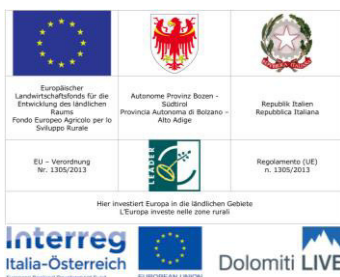 Europäischer
Landwirtschaftsfonds für die
Entwicklung des ländlichen
Raums
Fondo Europeo Agricolo per lo
Sviluppo Rurale
Autonome Provinz Bozen -
Südtirol
Provincia Autonoma di Bolzano –
Alto Adige
Republik Italien
Repubblica Italiana
EU – Verordnung
Nr. 1305/2013
LEADER
Regolamento (UE)
n. 1305/2013
Hier investiert Europa in die ländlichen Gebiete
L'Europa investe nelle zone rurali
Interreg
Italia-Österreich
EUROPEAN UNION
Dolomiti LIVE